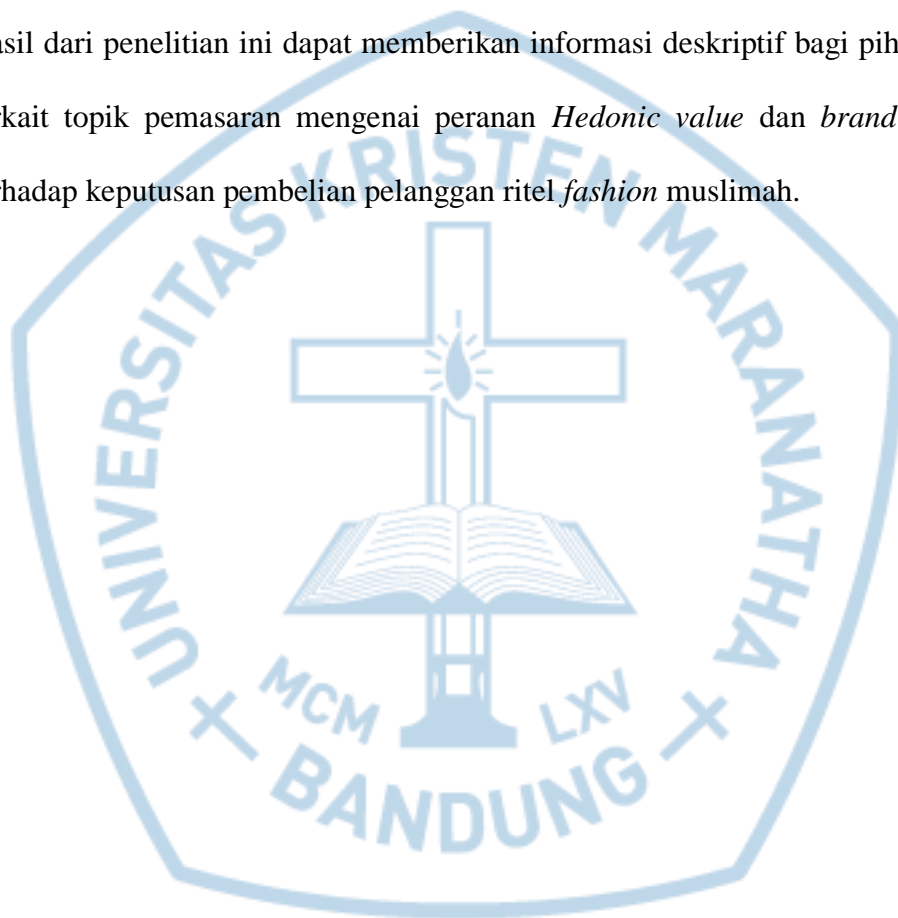 asil dari penelitian ini dapat memberikan informasi deskriptif bagi pih
rkait topik pemasaran mengenai peranan Hedonic value dan brand
rhadap keputusan pembelian pelanggan ritel fashion muslimah.
UNIVERSITAS KRISTEN MARANATHA
MCM LXV
BANDUNG